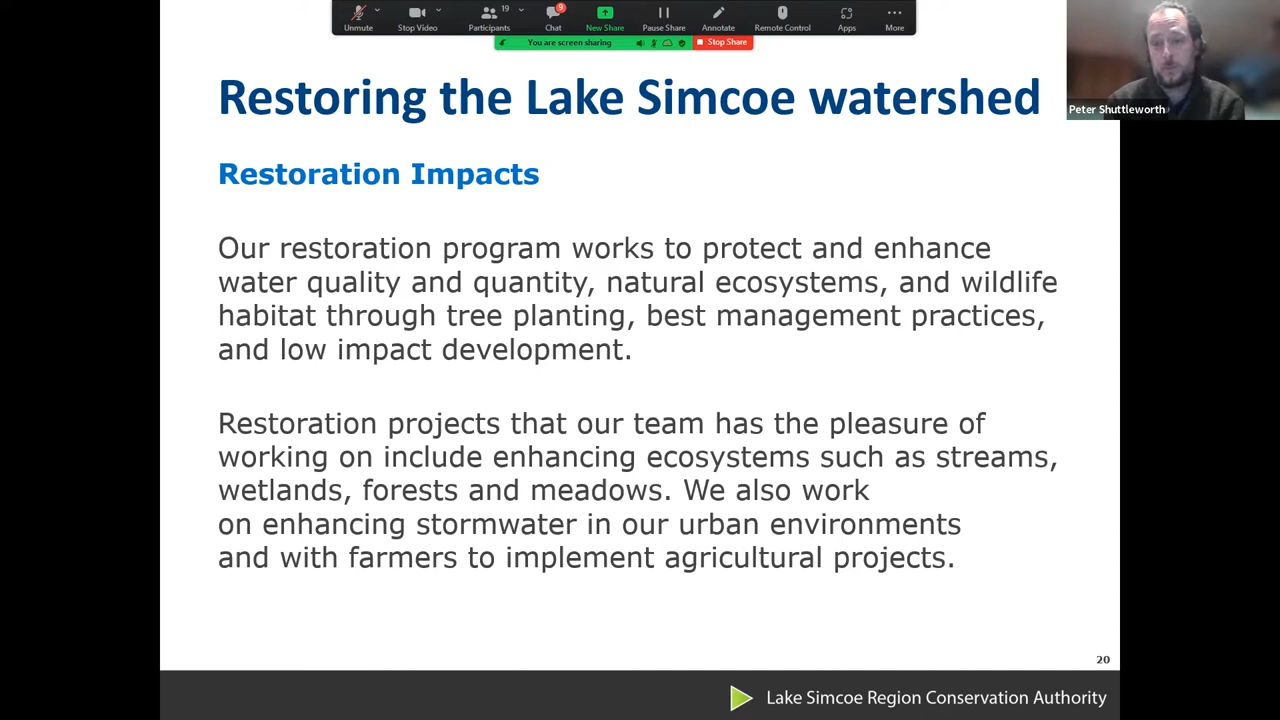 Unmute
Stop Video
19
Participants
9
Chat
New Share
Pause Share
Annotate
Remote Control
Apps
More
You are screen sharing
Stop Share
Peter Shuttleworth
Restoring the Lake Simcoe watershed
Restoration Impacts
Our restoration program works to protect and enhance
water quality and quantity, natural ecosystems, and wildlife
habitat through tree planting, best management practices,
and low impact development.
Restoration projects that our team has the pleasure of
working on include enhancing ecosystems such as streams,
wetlands, forests and meadows. We also work
on enhancing stormwater in our urban environments
and with farmers to implement agricultural projects.
20
Lake Simcoe Region Conservation Authority